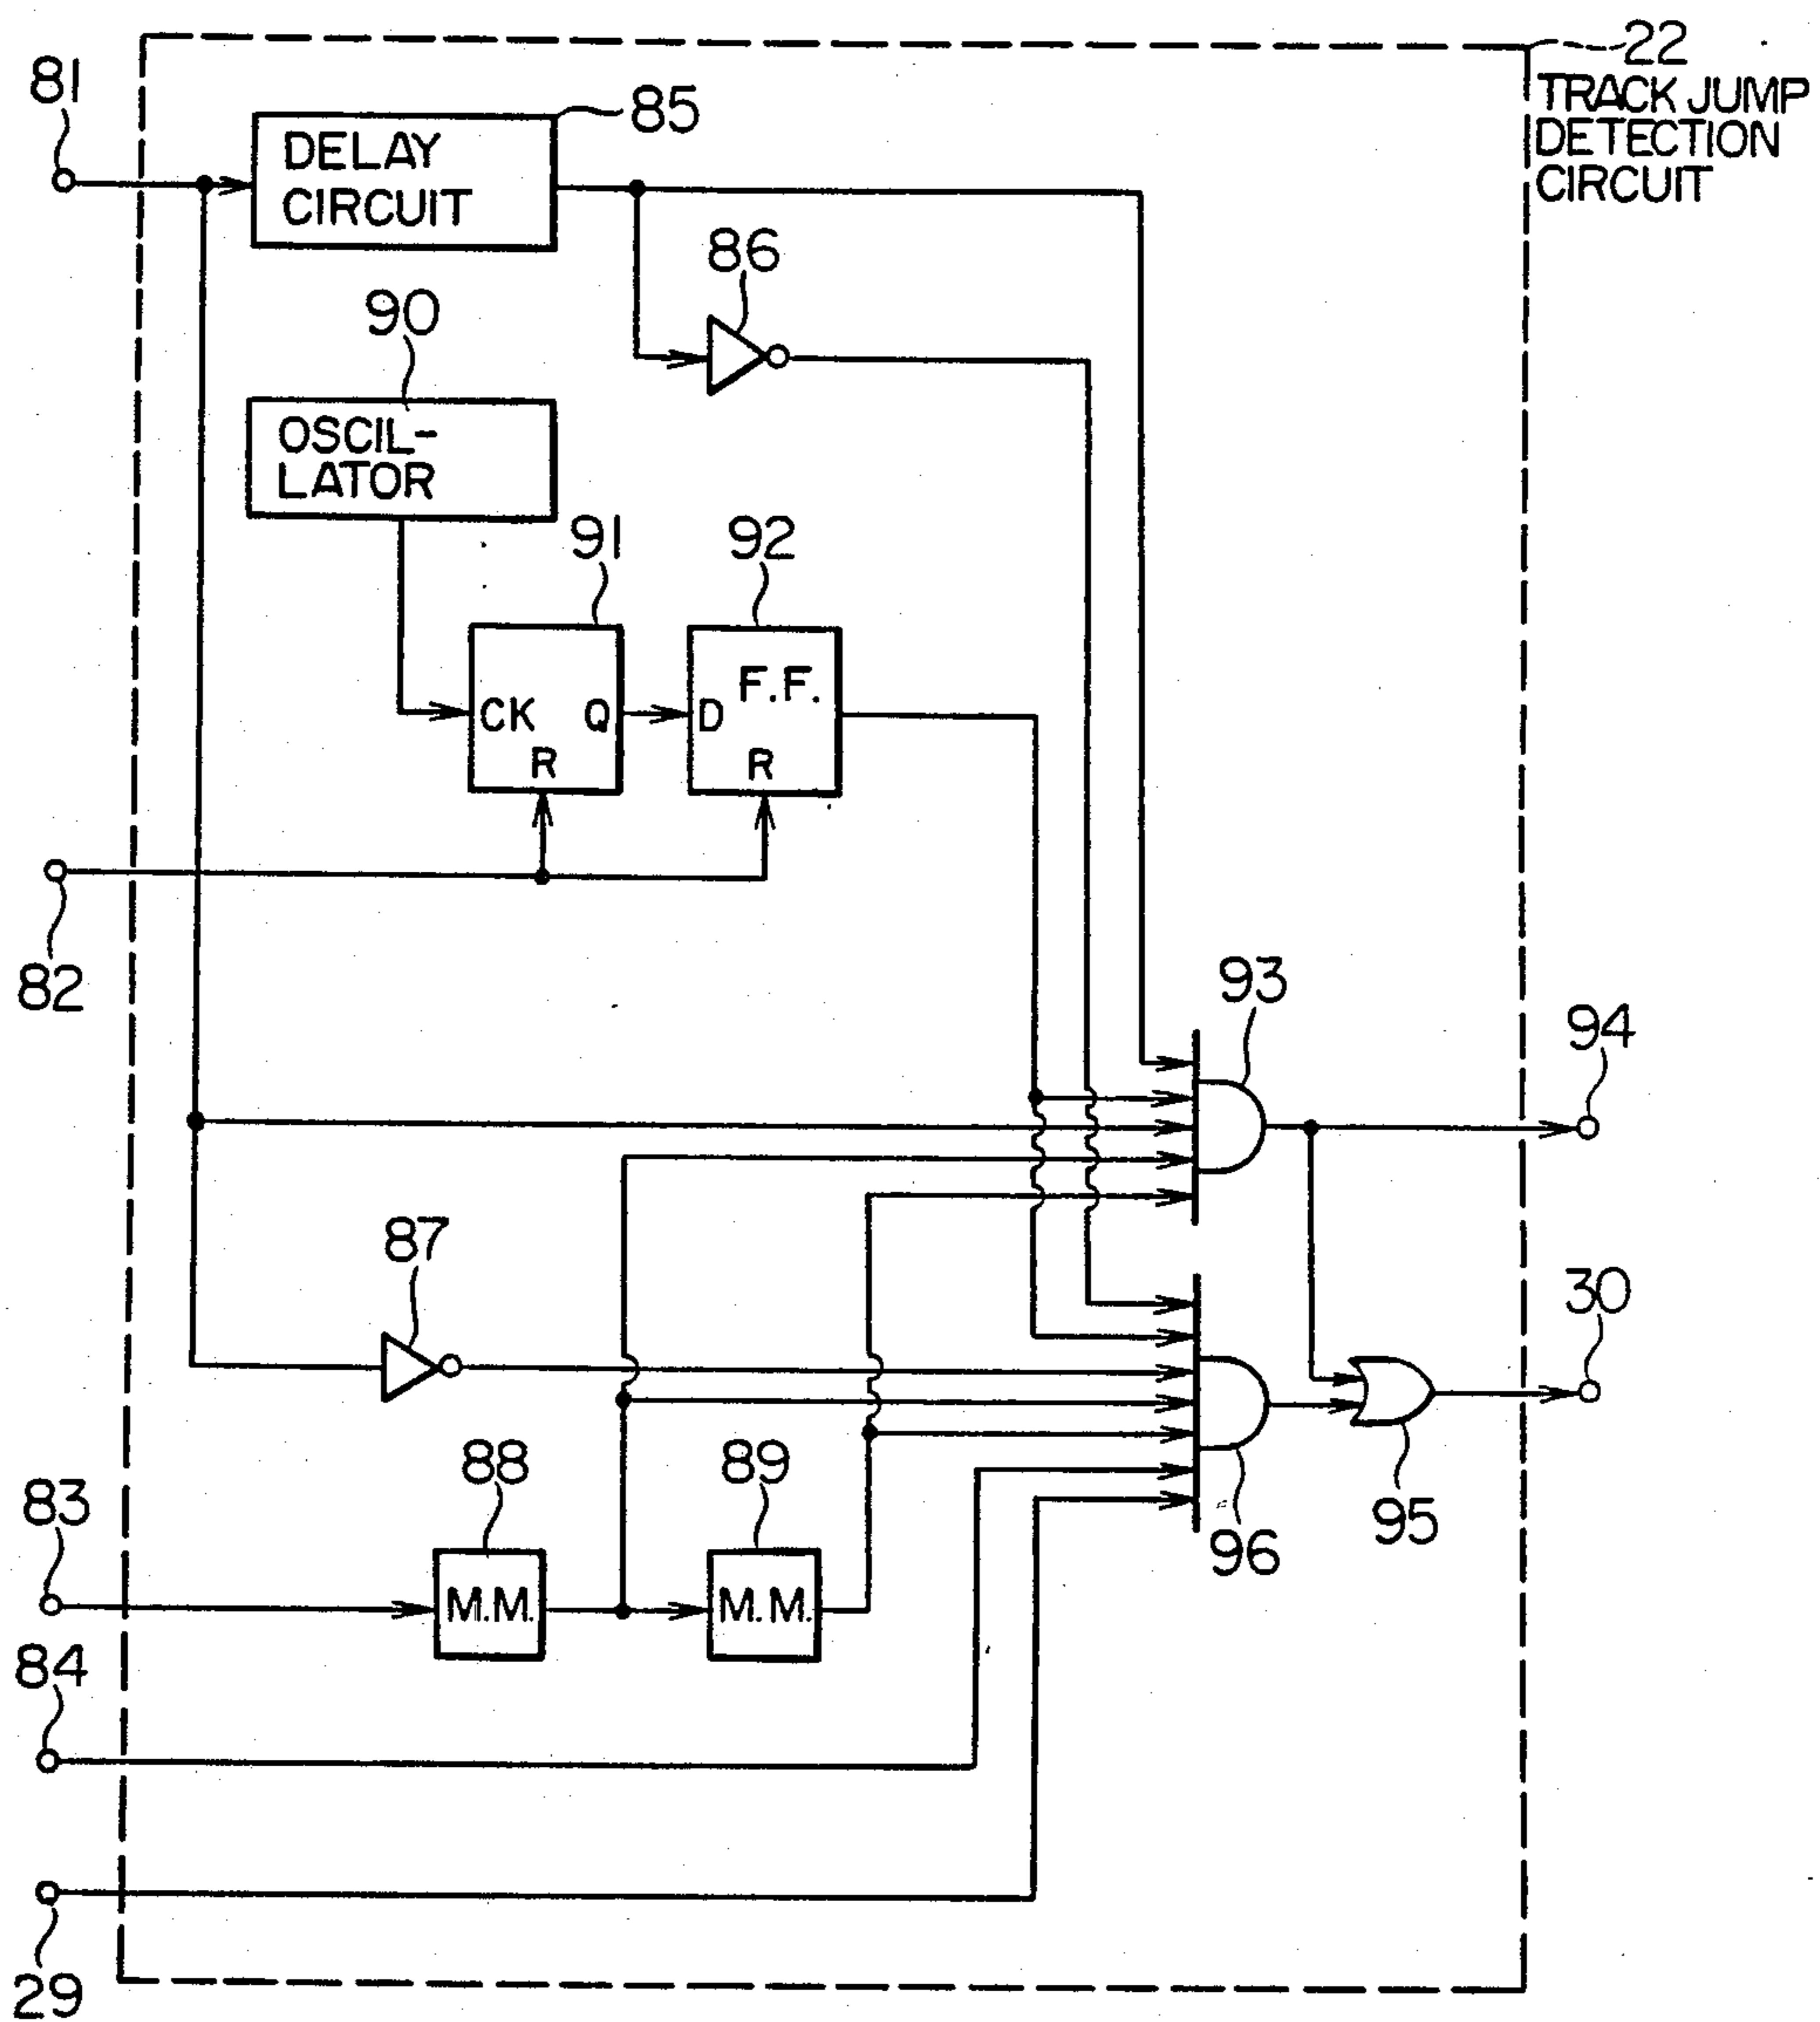 22
TRACK JUMP
DETECTION
CIRCUIT
81
85
DELAY
CIRCUIT
86
90
OSCIL-
LATOR
91
92
CK Q
R
F.F.
D
R
82
93
94
87
30
88
89
83
M.M.
M.M.
95
96
84
29